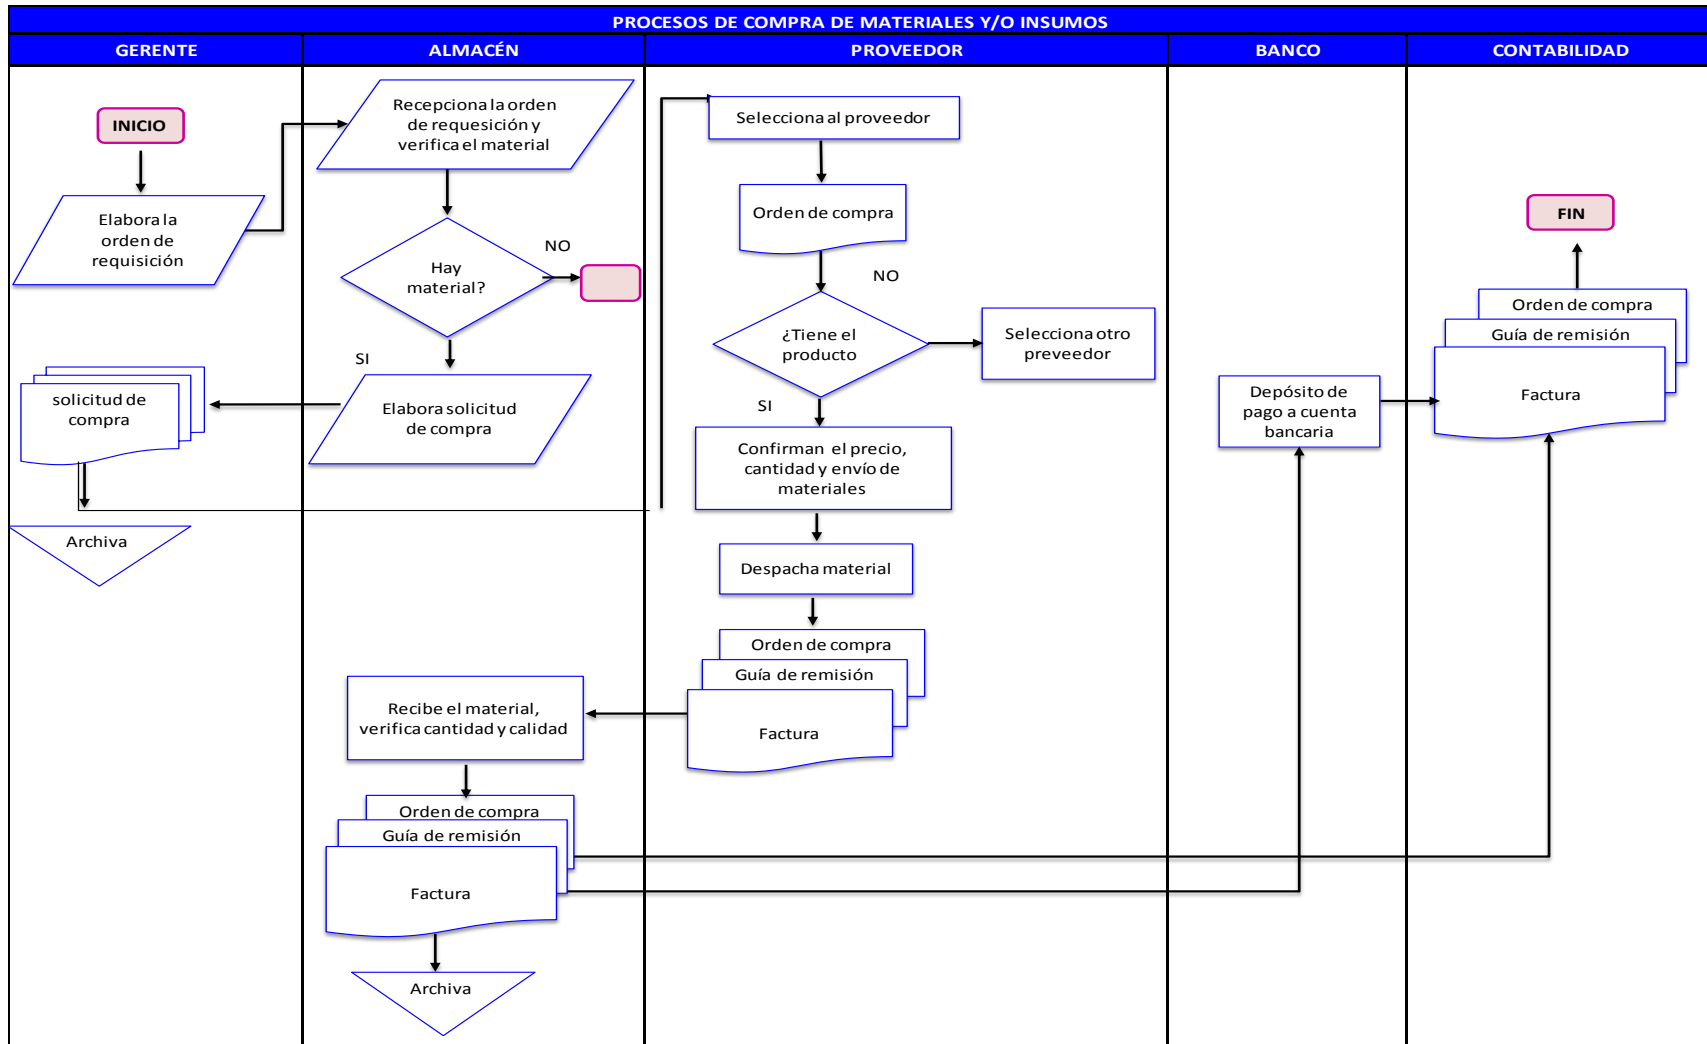 PROCESOS DE COMPRA DE MATERIALES Y/O INSUMOS
GERENTE
ALMACÉN
PROVEEDOR
BANCO
CONTABILIDAD
INICIO
Elabora la
orden de
requisición
solicitud de
compra
Archiva
Recepciona la orden
de requesición y
verifica el material
Hay
material?
NO
SI
Elabora solicitud
de compra
Selecciona al proveedor
Orden de compra
NO
¿Tiene el
producto
Selecciona otro
preveedor
SI
Confirman el precio,
cantidad y envío de
materiales
Despacha material
Orden de compra
Guía de remisión
Factura
Recibe el material,
verifica cantidad y calidad
Orden de compra
Guía de remisión
Factura
Archiva
Depósito de
pago a cuenta
bancaria
FIN
Orden de compra
Guía de remisión
Factura